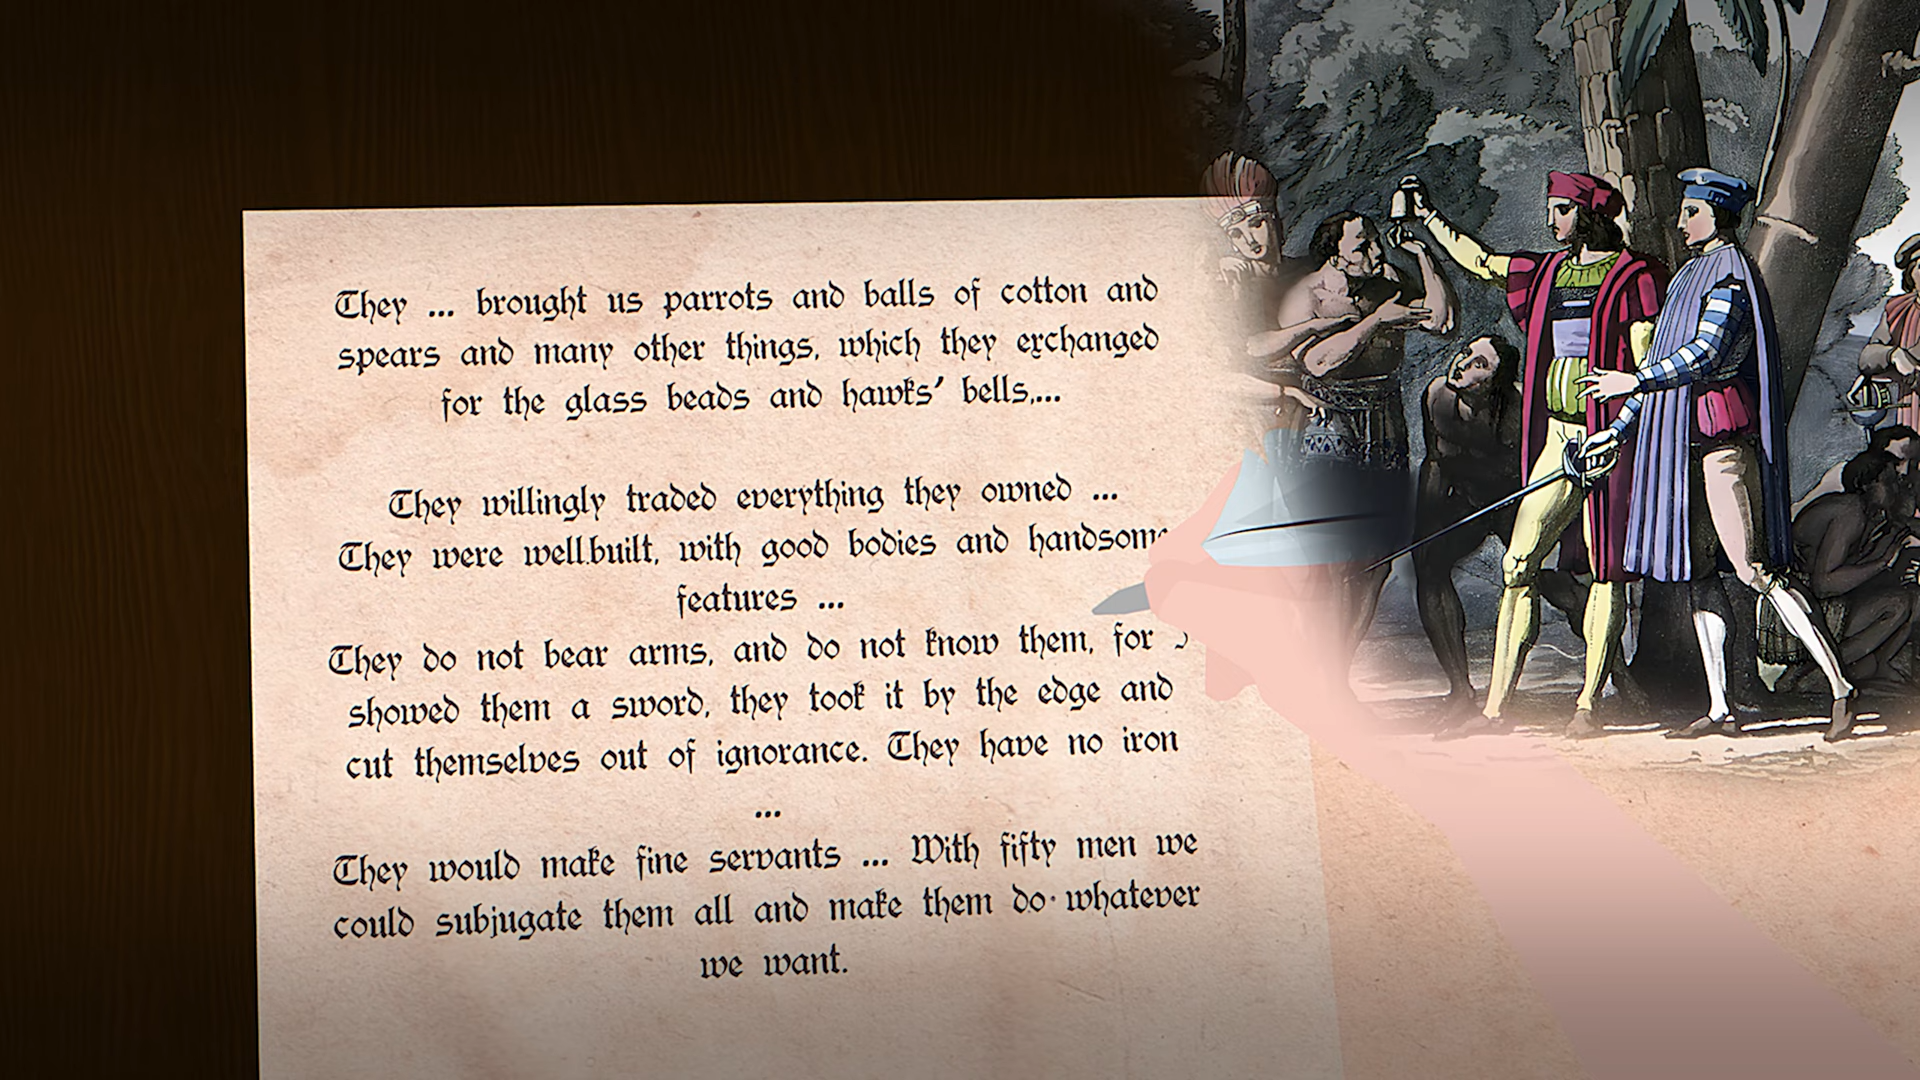 They ... brought us parrots and balls of cotton and
spears and many other things, which they exchanged
for the glass beads and hawks' bells,...
They willingly traded everything they owned ...
They were well.built, with good bodies and handsome
features ...
They do not bear arms, and do not know them, for
showed them a sword, they took it by the edge and
cut themselves out of ignorance. They have no iron
...
They would make fine servants ... With fifty men we
could subjugate them all and make them do· whatever
we want.